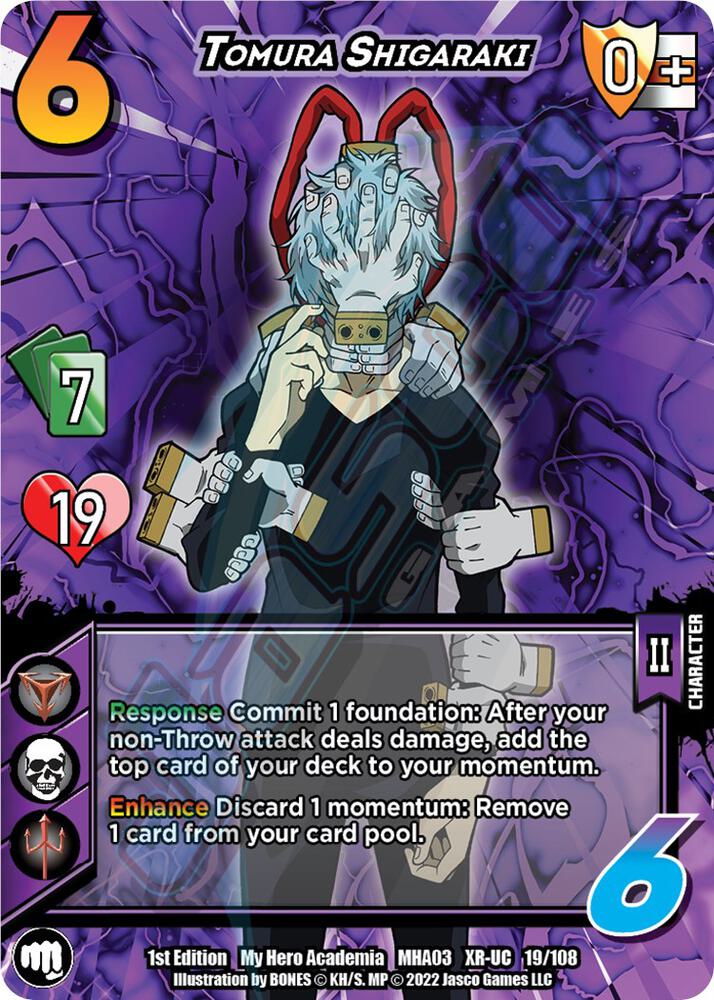 6
TOMURA SHIGARAKI
0 +
7
19
II
CHARACTER
Response Commit 1 foundation: After your
non-Throw attack deals damage, add the
top card of your deck to your momentum.
Enhance Discard 1 momentum: Remove
1 card from your card pool.
6
1st Edition My Hero Academia MHA03 XR-UC 19/108
Illustration by BONES © KH/S. MP © 2022 Jasco Games LLC